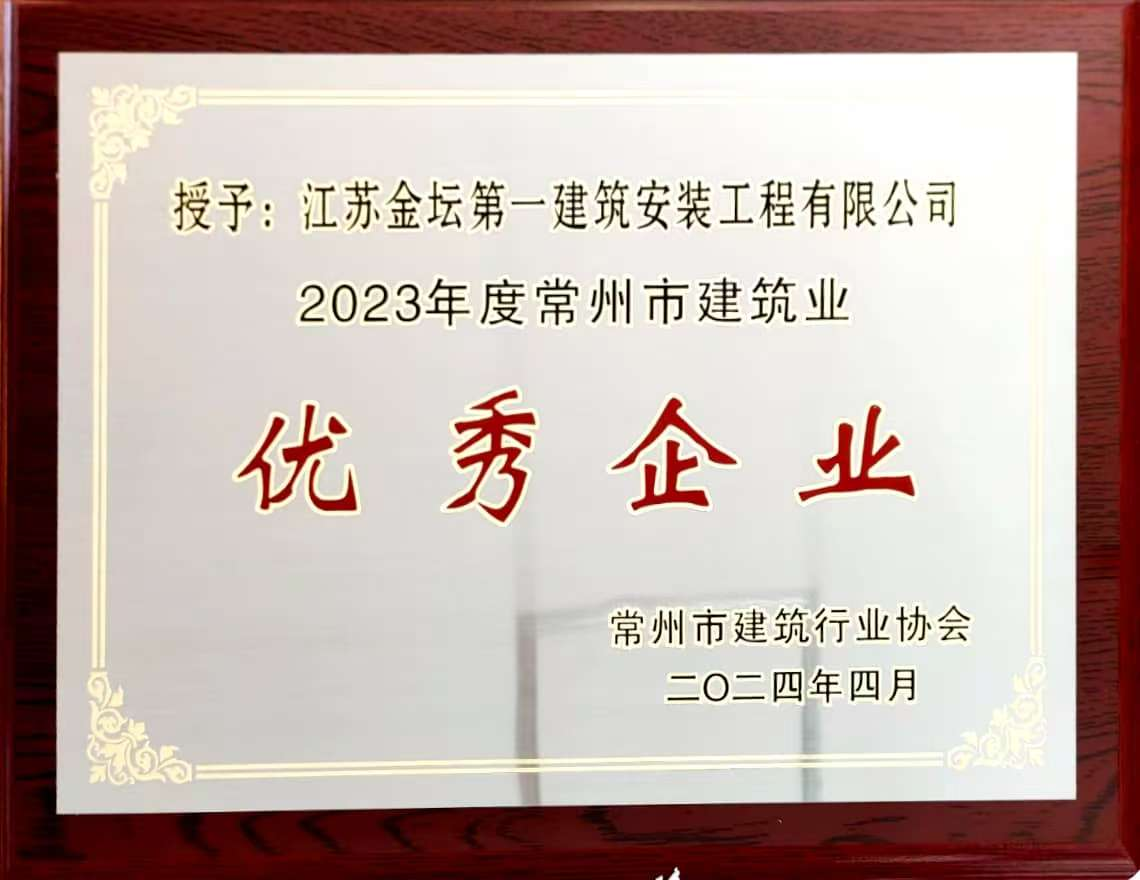 授予：江苏金坛第一建筑安装工程有限公司
2023年度常州市建筑业
优秀企业
常州市建筑行业协会
二〇二四年四月